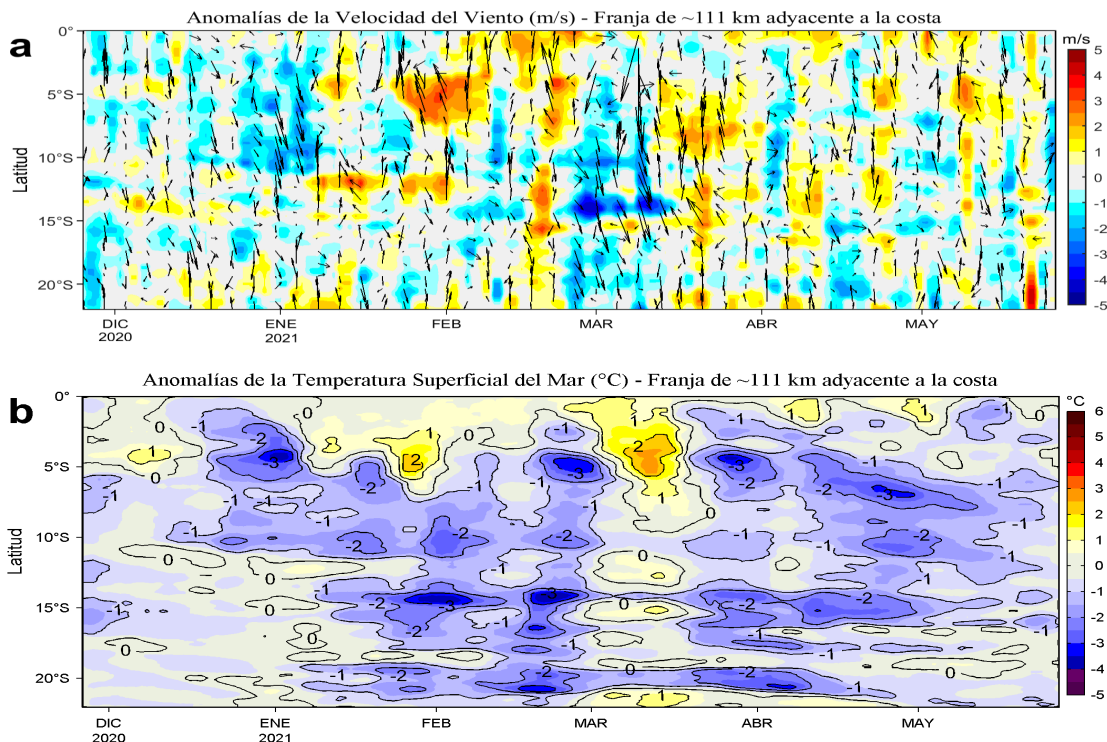 Anomalías de la Velocidad del Viento (m/s) - Franja de ~111 km adyacente a la costa
a
m/s
0°
5°S
10°S
15°S
20°S
Latitud
5
4
3
2
1
0
-1
-2
-3
-4
-5
DIC ENE FEB MAR ABR MAY
2020 2021
Anomalías de la Temperatura Superficial del Mar (°C) - Franja de ~111 km adyacente a la costa
b
°C
0°
5°S
10°S
15°S
20°S
Latitud
6
5
4
3
2
1
0
-1
-2
-3
-4
-5
DIC ENE FEB MAR ABR MAY
2020 2021